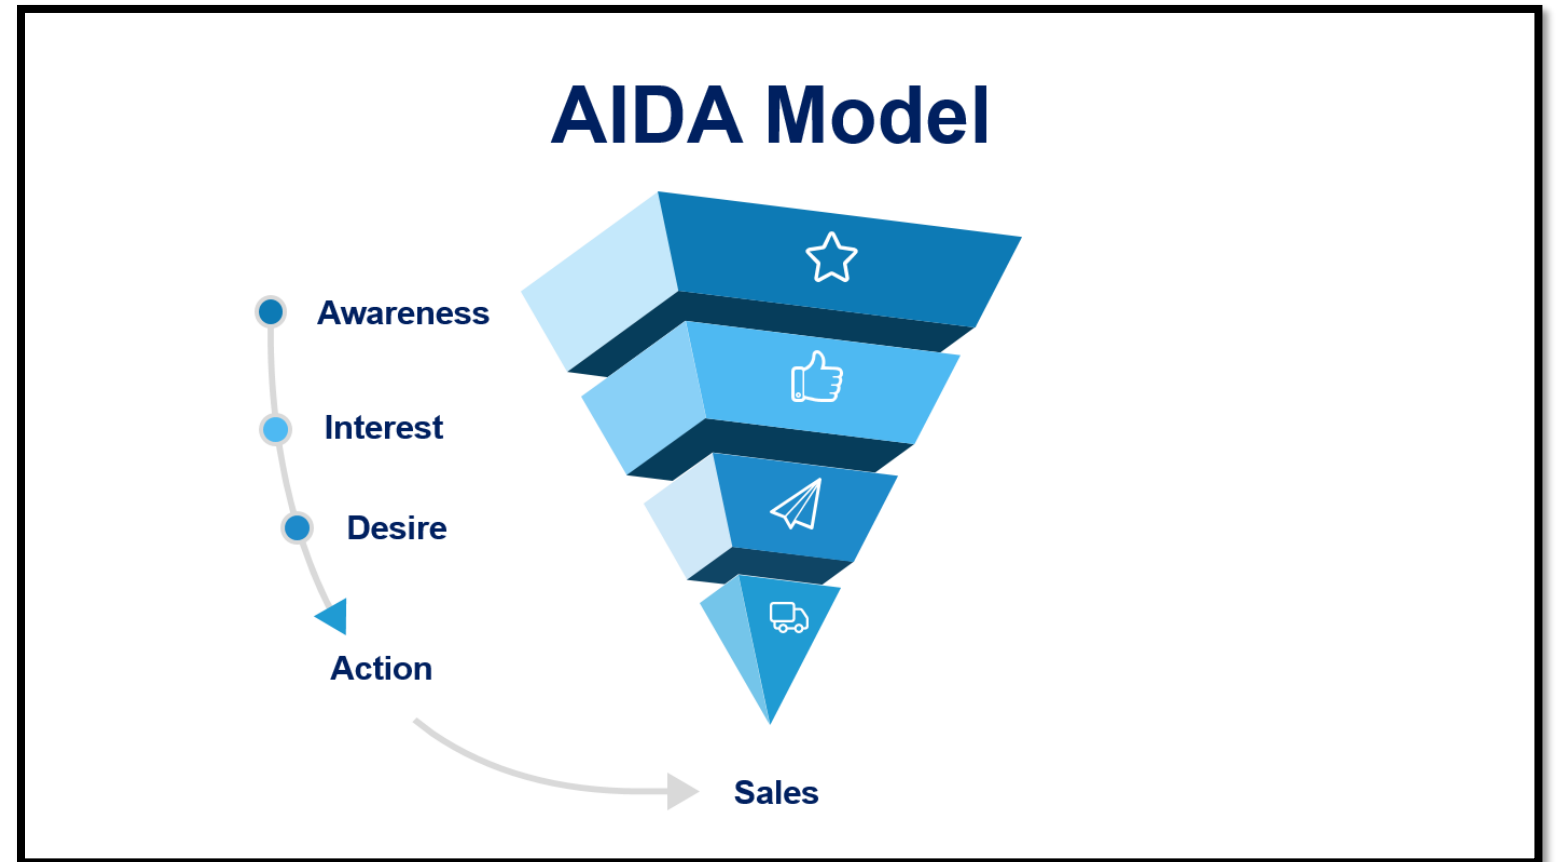 AIDA Model
Awareness
Interest
Desire
Action
Sales